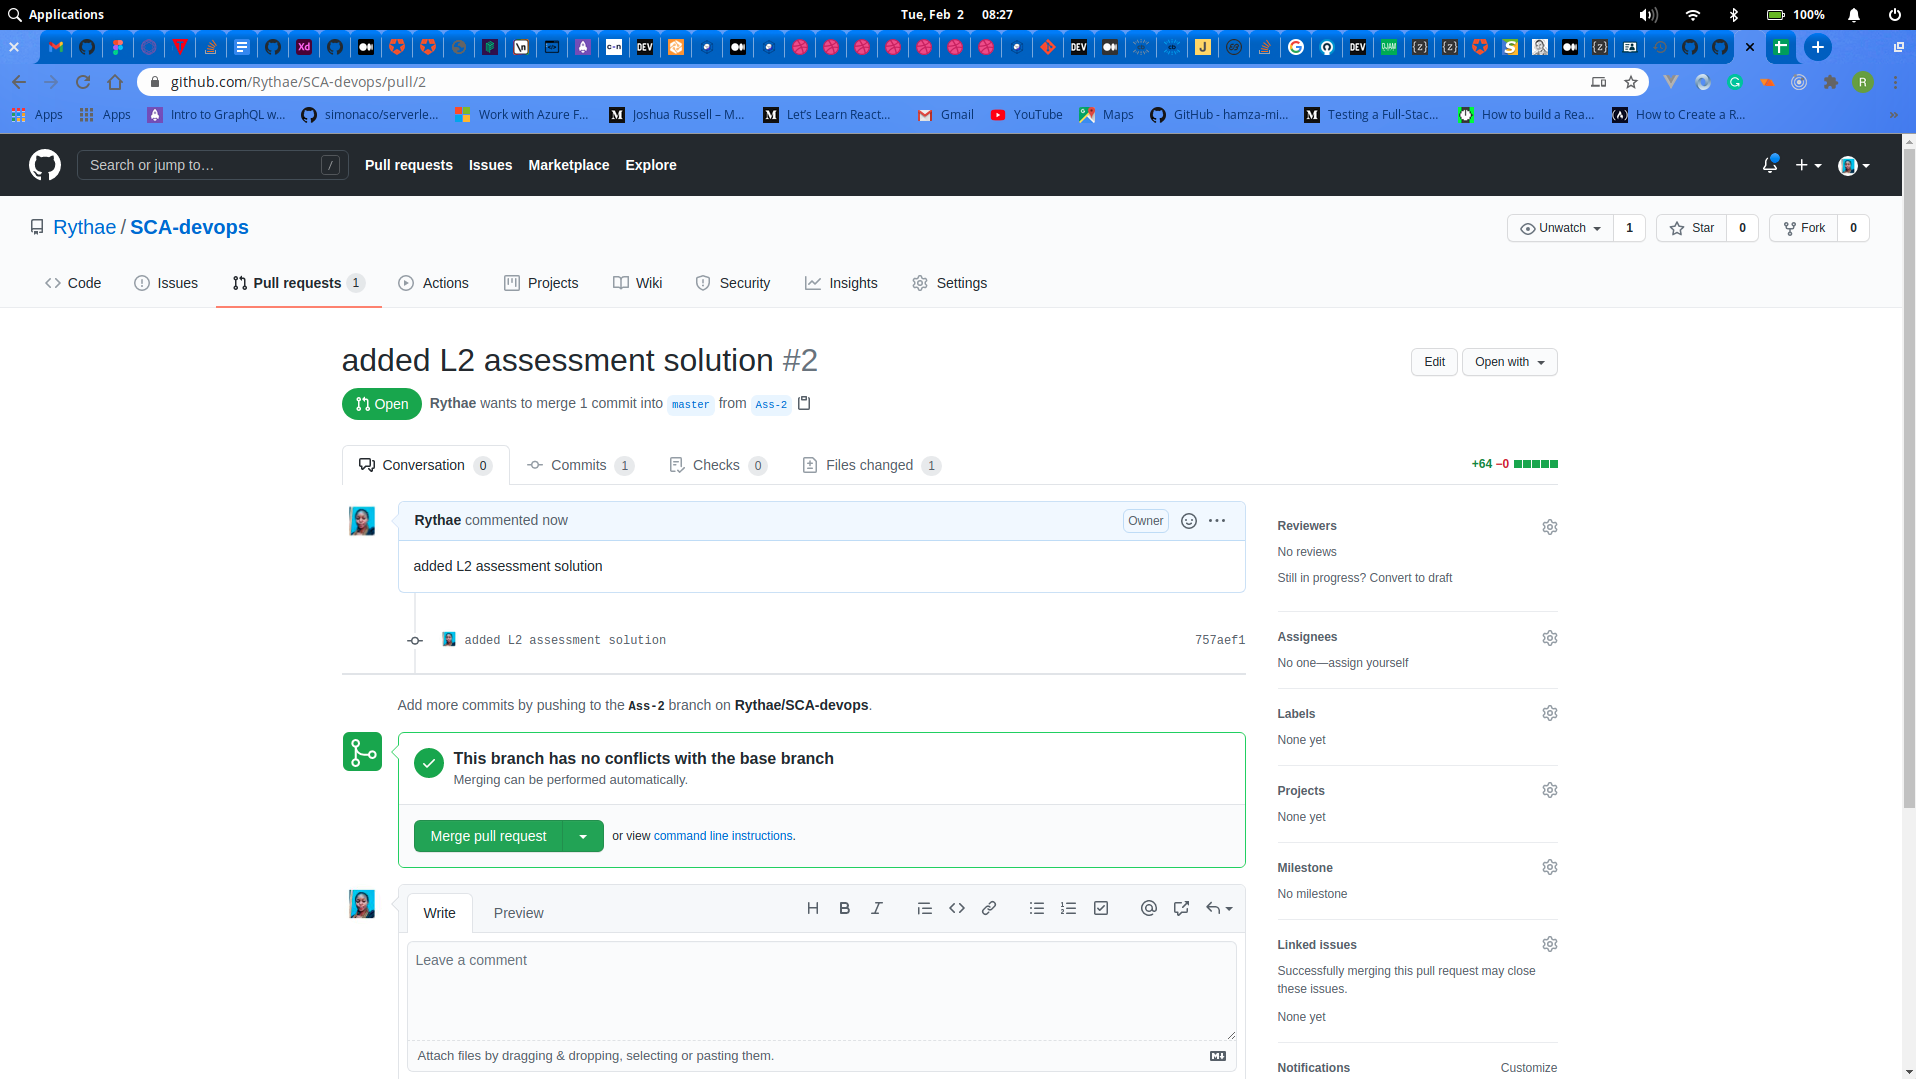 Applications
Tue, Feb 2 08:27
100%
github.com/Rythae/SCA-devops/pull/2
Apps Apps Intro to GraphQL w... simonaco/serverle... Work with Azure F... Joshua Russell – M... Let's Learn React... Gmail YouTube Maps GitHub - hamza-mi... Testing a Full-Stac... How to build a Rea... How to Create a R... »
Search or jump to… /
Pull requests Issues Marketplace Explore
Rythae / SCA-devops
Unwatch 1 Star 0 Fork 0
Code Issues Pull requests 1 Actions Projects Wiki Security Insights Settings
added L2 assessment solution #2
Edit Open with
Open Rythae wants to merge 1 commit into master from Ass-2
Conversation 0 Commits 1 Checks 0 Files changed 1
+64 −0
Rythae commented now
Owner
added L2 assessment solution
added L2 assessment solution 757aef1
Add more commits by pushing to the Ass-2 branch on Rythae/SCA-devops.
This branch has no conflicts with the base branch
Merging can be performed automatically.
Merge pull request or view command line instructions.
Write Preview
Leave a comment
Attach files by dragging & dropping, selecting or pasting them.
Reviewers
No reviews
Still in progress? Convert to draft
Assignees
No one—assign yourself
Labels
None yet
Projects
None yet
Milestone
No milestone
Linked issues
Successfully merging this pull request may close
these issues.
None yet
Notifications Customize